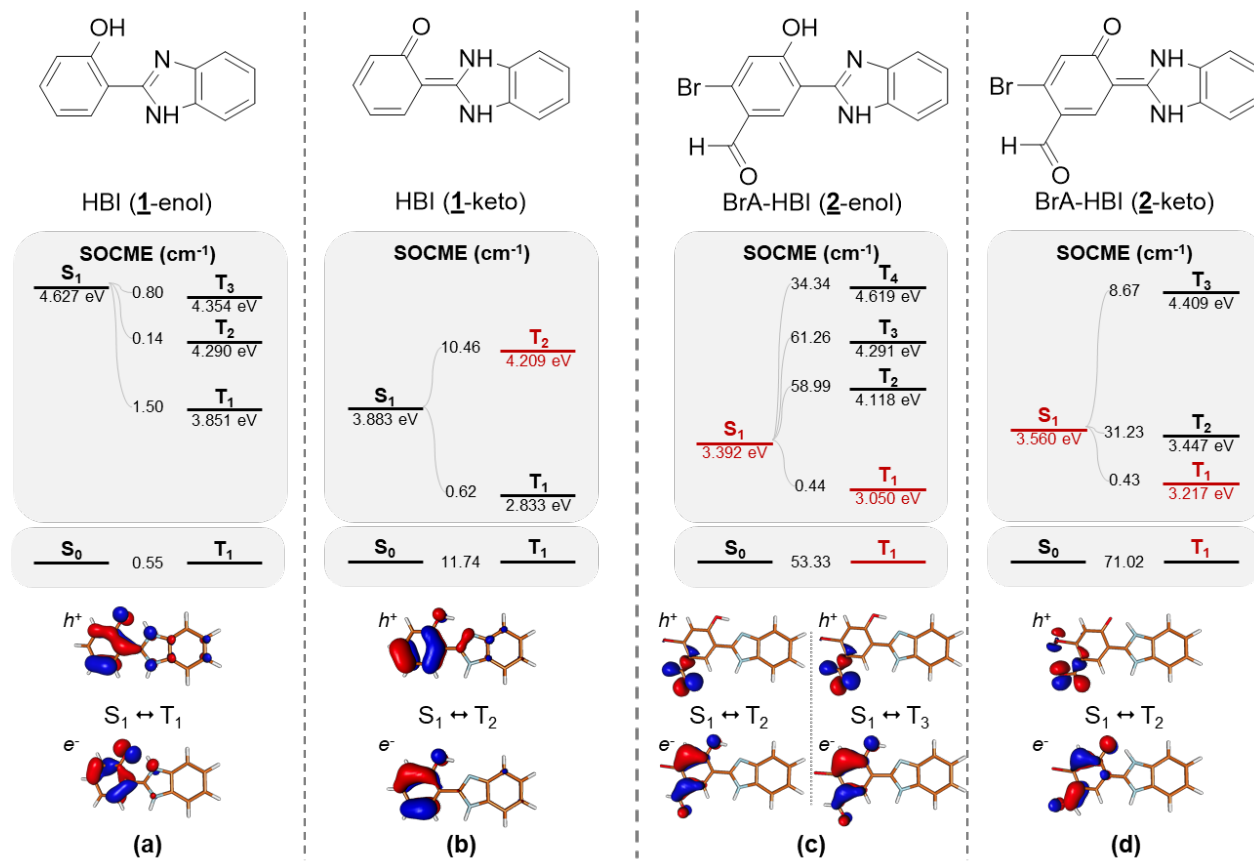 OH
N
NH
HBI (1-enol)
SOCME (cm⁻¹)
S₁
4.627 eV
0.80
T₃
4.354 eV
0.14
T₂
4.290 eV
1.50
T₁
3.851 eV
S₀
0.55
T₁
h⁺
S₁ ↔ T₁
e⁻
(a)
O
NH
NH
HBI (1-keto)
SOCME (cm⁻¹)
10.46
T₂
4.209 eV
S₁
3.883 eV
0.62
T₁
2.833 eV
S₀
11.74
T₁
h⁺
S₁ ↔ T₂
e⁻
(b)
OH
N
Br
NH
H
O
BrA-HBI (2-enol)
SOCME (cm⁻¹)
34.34
T₄
4.619 eV
61.26
T₃
4.291 eV
58.99
T₂
4.118 eV
S₁
3.392 eV
0.44
T₁
3.050 eV
S₀
53.33
T₁
h⁺
h⁺
S₁ ↔ T₂
S₁ ↔ T₃
e⁻
e⁻
(c)
O
NH
Br
NH
H
O
BrA-HBI (2-keto)
SOCME (cm⁻¹)
8.67
T₃
4.409 eV
S₁
3.560 eV
31.23
T₂
3.447 eV
0.43
T₁
3.217 eV
S₀
71.02
T₁
h⁺
S₁ ↔ T₂
e⁻
(d)